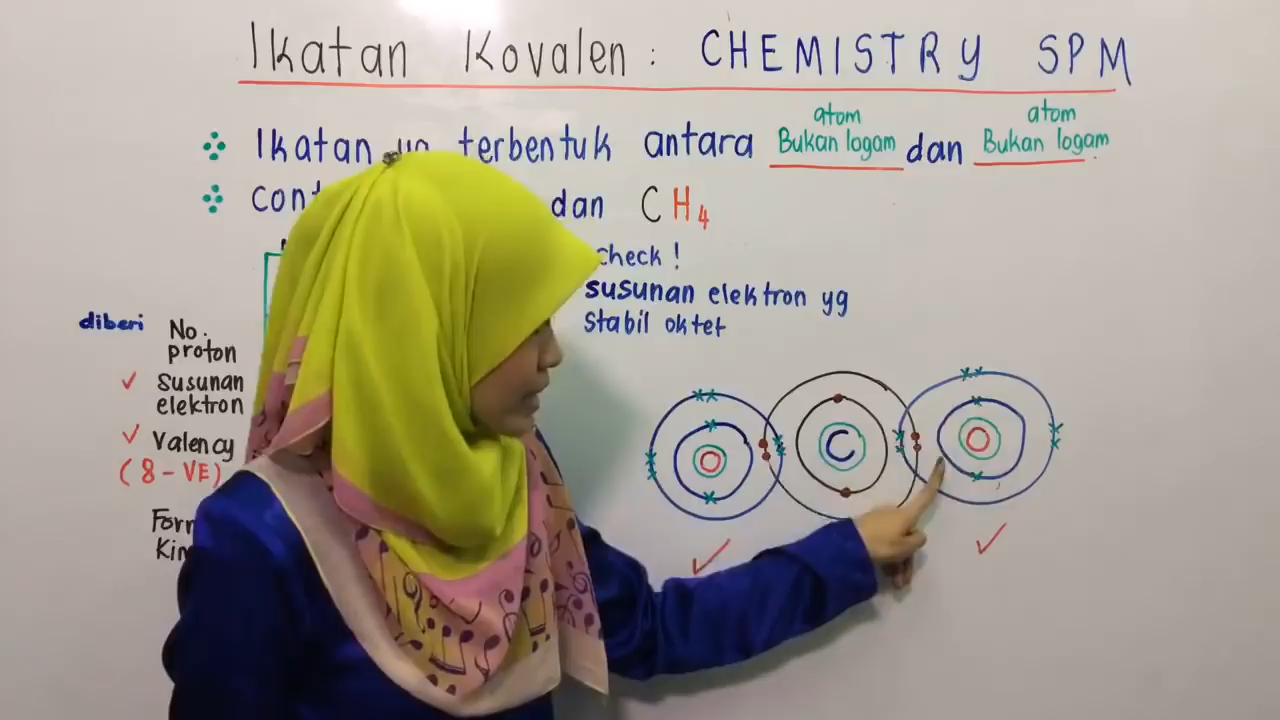 Ikatan Kovalen : CHEMISTRY SPM
atom atom
Ikatan terbentuk antara Bukan logam dan Bukan logam
dan CH4
check !
susunan elektron yg
stabil oktet
diberi No.
proton
✓ Susunan
elektron
✓ Valency
(8 - VE)
C